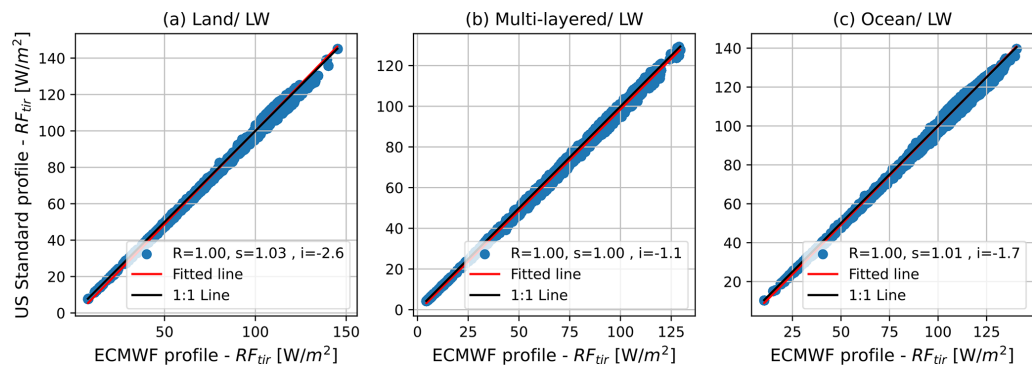 (a) Land/ LW
(b) Multi-layered/ LW
(c) Ocean/ LW
US Standard profile - RF_tir [W/m²]
140
120
100
80
60
40
20
0
R=1.00, s=1.03 , i=-2.6
Fitted line
1:1 Line
50
100
150
ECMWF profile - RF_tir [W/m²]
120
100
80
60
40
20
0
R=1.00, s=1.00 , i=-1.1
Fitted line
1:1 Line
0
25
50
75
100
125
ECMWF profile - RF_tir [W/m²]
140
120
100
80
60
40
20
R=1.00, s=1.01 , i=-1.7
Fitted line
1:1 Line
25
50
75
100
125
ECMWF profile - RF_tir [W/m²]